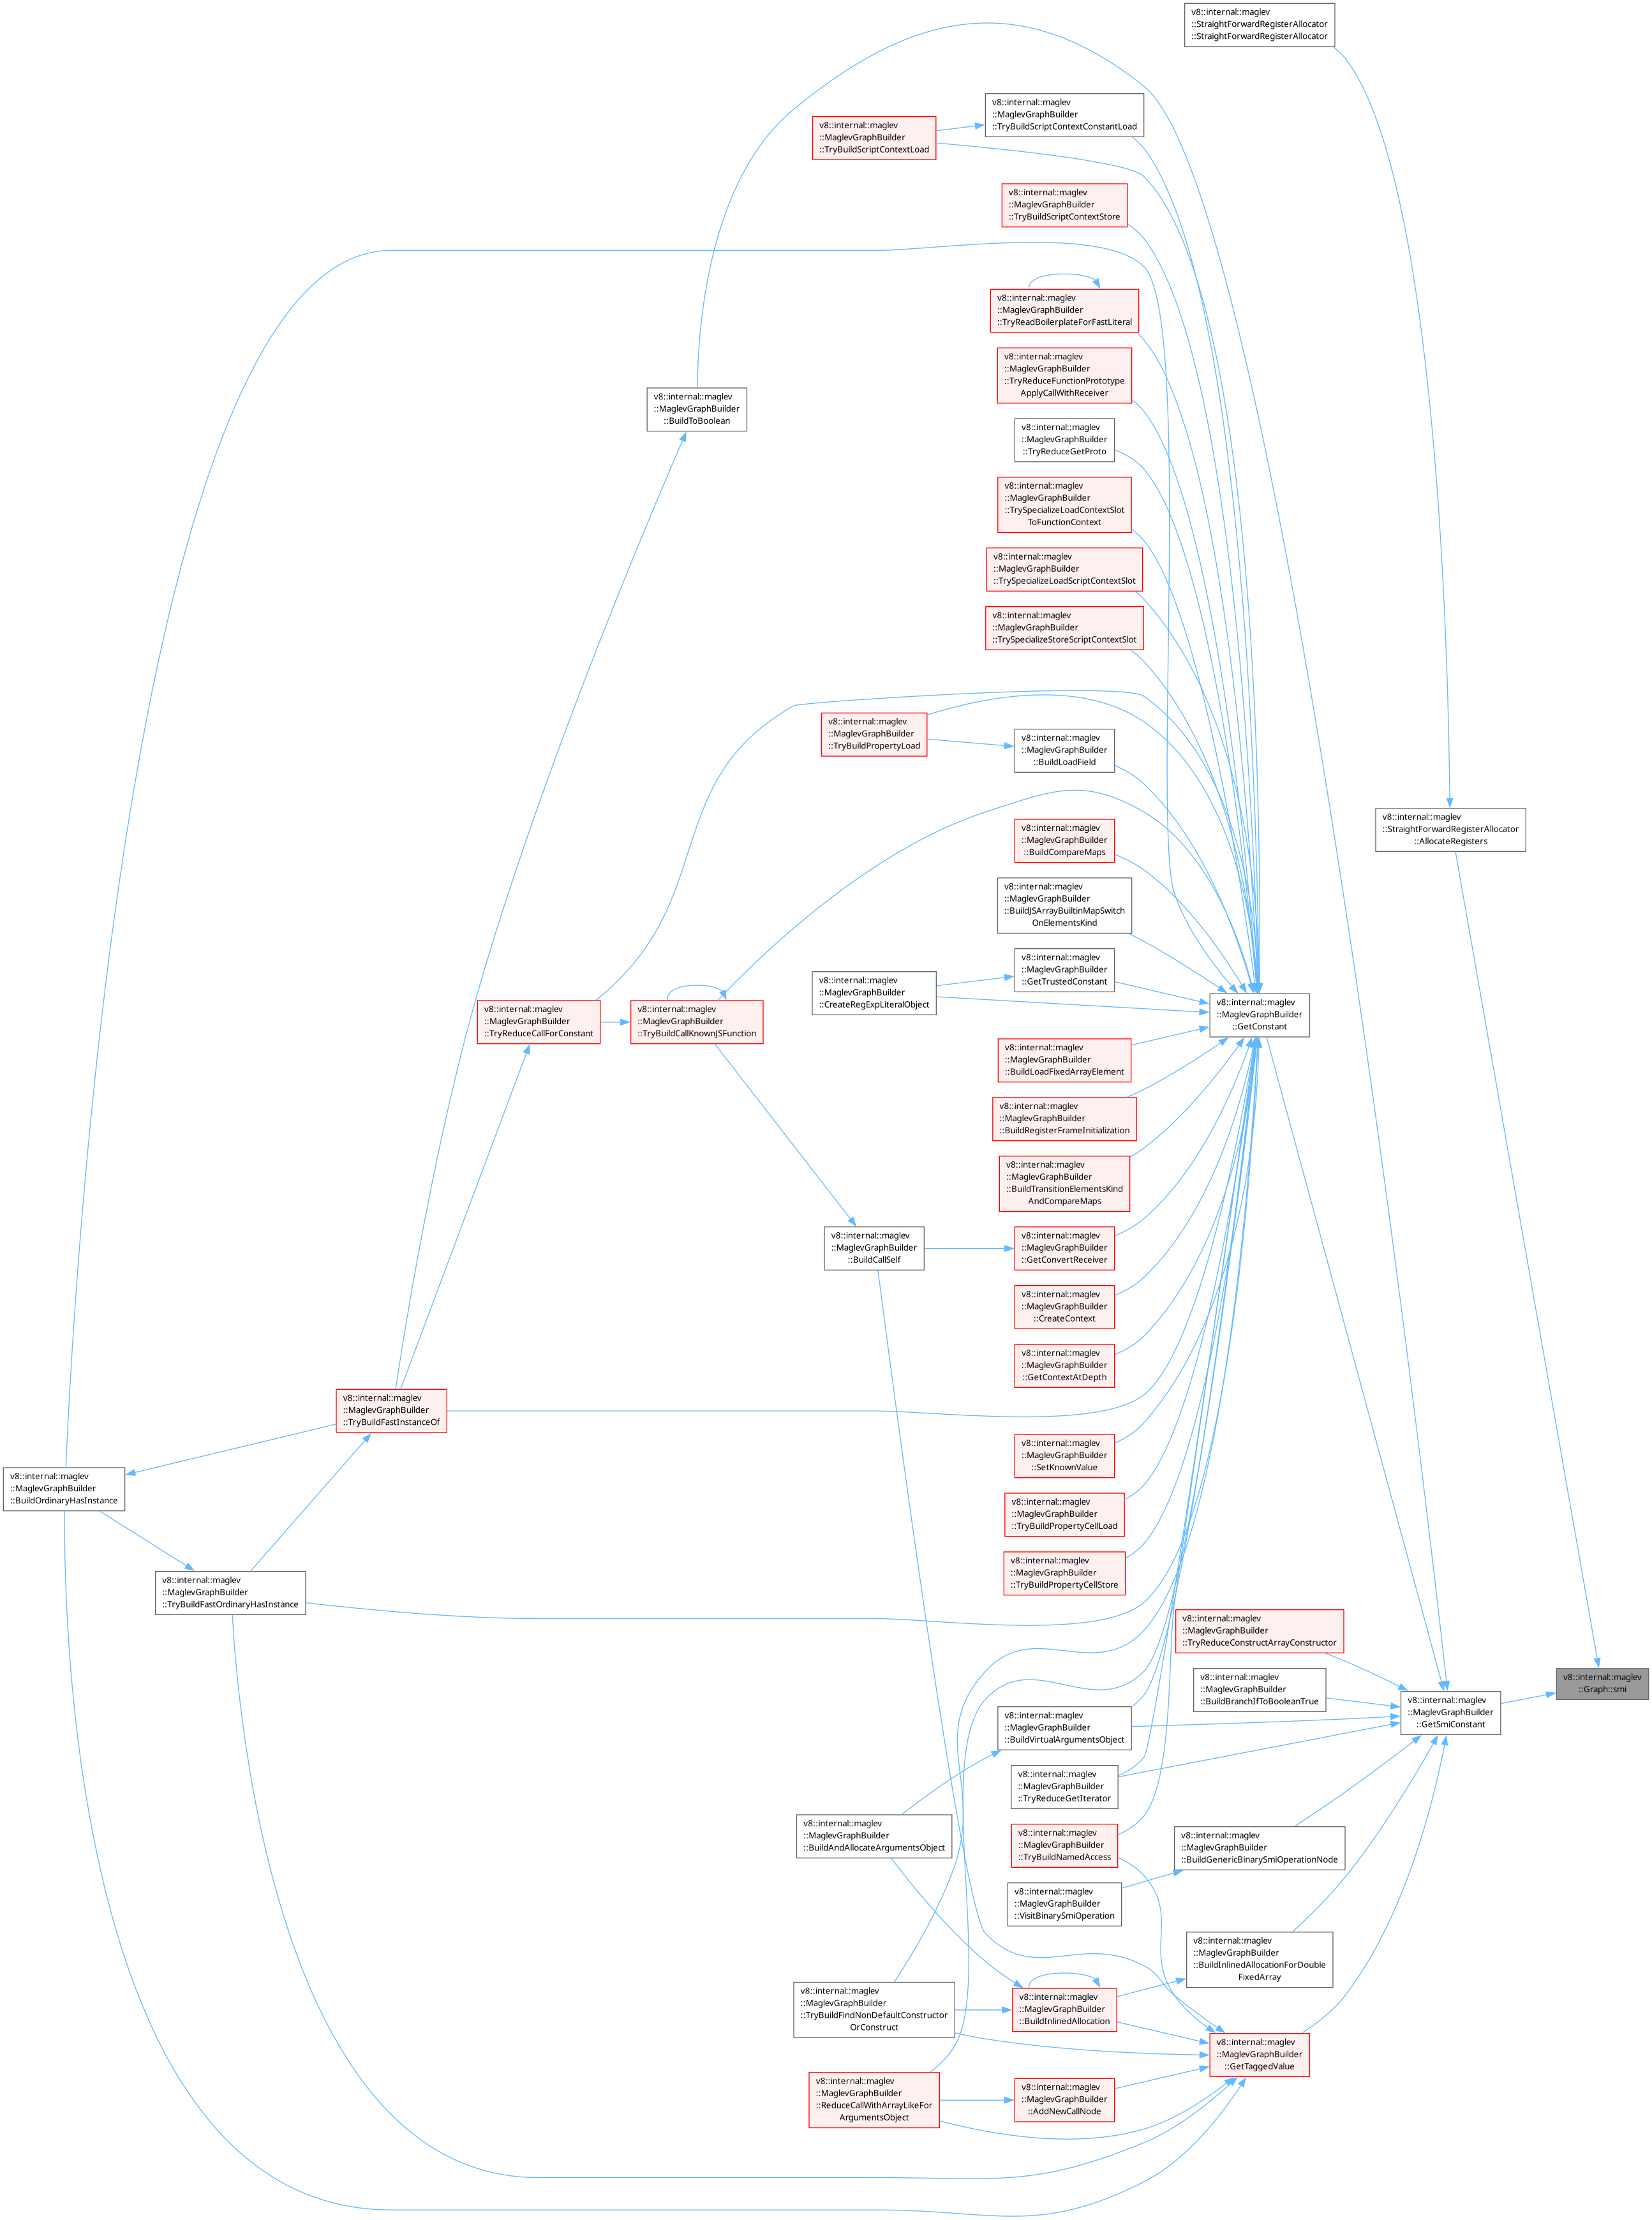 v8::internal::maglev
::StraightForwardRegisterAllocator
::StraightForwardRegisterAllocator
v8::internal::maglev
::MaglevGraphBuilder
::TryBuildScriptContextConstantLoad
v8::internal::maglev
::MaglevGraphBuilder
::TryBuildScriptContextLoad
v8::internal::maglev
::MaglevGraphBuilder
::TryBuildScriptContextStore
v8::internal::maglev
::MaglevGraphBuilder
::TryReadBoilerplateForFastLiteral
v8::internal::maglev
::MaglevGraphBuilder
::TryReduceFunctionPrototype
ApplyCallWithReceiver
v8::internal::maglev
::MaglevGraphBuilder
::BuildToBoolean
v8::internal::maglev
::MaglevGraphBuilder
::TryReduceGetProto
v8::internal::maglev
::MaglevGraphBuilder
::TrySpecializeLoadContextSlot
ToFunctionContext
v8::internal::maglev
::MaglevGraphBuilder
::TrySpecializeLoadScriptContextSlot
v8::internal::maglev
::MaglevGraphBuilder
::TrySpecializeStoreScriptContextSlot
v8::internal::maglev
::MaglevGraphBuilder
::TryBuildPropertyLoad
v8::internal::maglev
::MaglevGraphBuilder
::BuildLoadField
v8::internal::maglev
::StraightForwardRegisterAllocator
::AllocateRegisters
v8::internal::maglev
::MaglevGraphBuilder
::BuildCompareMaps
v8::internal::maglev
::MaglevGraphBuilder
::BuildJSArrayBuiltinMapSwitch
OnElementsKind
v8::internal::maglev
::MaglevGraphBuilder
::GetTrustedConstant
v8::internal::maglev
::MaglevGraphBuilder
::CreateRegExpLiteralObject
v8::internal::maglev
::MaglevGraphBuilder
::GetConstant
v8::internal::maglev
::MaglevGraphBuilder
::TryReduceCallForConstant
v8::internal::maglev
::MaglevGraphBuilder
::TryBuildCallKnownJSFunction
v8::internal::maglev
::MaglevGraphBuilder
::BuildLoadFixedArrayElement
v8::internal::maglev
::MaglevGraphBuilder
::BuildRegisterFrameInitialization
v8::internal::maglev
::MaglevGraphBuilder
::BuildTransitionElementsKind
AndCompareMaps
v8::internal::maglev
::MaglevGraphBuilder
::BuildCallSelf
v8::internal::maglev
::MaglevGraphBuilder
::GetConvertReceiver
v8::internal::maglev
::MaglevGraphBuilder
::CreateContext
v8::internal::maglev
::MaglevGraphBuilder
::GetContextAtDepth
v8::internal::maglev
::MaglevGraphBuilder
::TryBuildFastInstanceOf
v8::internal::maglev
::MaglevGraphBuilder
::SetKnownValue
v8::internal::maglev
::MaglevGraphBuilder
::BuildOrdinaryHasInstance
v8::internal::maglev
::MaglevGraphBuilder
::TryBuildPropertyCellLoad
v8::internal::maglev
::MaglevGraphBuilder
::TryBuildPropertyCellStore
v8::internal::maglev
::MaglevGraphBuilder
::TryBuildFastOrdinaryHasInstance
v8::internal::maglev
::MaglevGraphBuilder
::TryReduceConstructArrayConstructor
v8::internal::maglev
::MaglevGraphBuilder
::BuildBranchIfToBooleanTrue
v8::internal::maglev
::Graph::smi
v8::internal::maglev
::MaglevGraphBuilder
::GetSmiConstant
v8::internal::maglev
::MaglevGraphBuilder
::BuildVirtualArgumentsObject
v8::internal::maglev
::MaglevGraphBuilder
::TryReduceGetIterator
v8::internal::maglev
::MaglevGraphBuilder
::BuildAndAllocateArgumentsObject
v8::internal::maglev
::MaglevGraphBuilder
::TryBuildNamedAccess
v8::internal::maglev
::MaglevGraphBuilder
::BuildGenericBinarySmiOperationNode
v8::internal::maglev
::MaglevGraphBuilder
::VisitBinarySmiOperation
v8::internal::maglev
::MaglevGraphBuilder
::BuildInlinedAllocationForDouble
FixedArray
v8::internal::maglev
::MaglevGraphBuilder
::TryBuildFindNonDefaultConstructor
OrConstruct
v8::internal::maglev
::MaglevGraphBuilder
::BuildInlinedAllocation
v8::internal::maglev
::MaglevGraphBuilder
::GetTaggedValue
v8::internal::maglev
::MaglevGraphBuilder
::ReduceCallWithArrayLikeFor
ArgumentsObject
v8::internal::maglev
::MaglevGraphBuilder
::AddNewCallNode